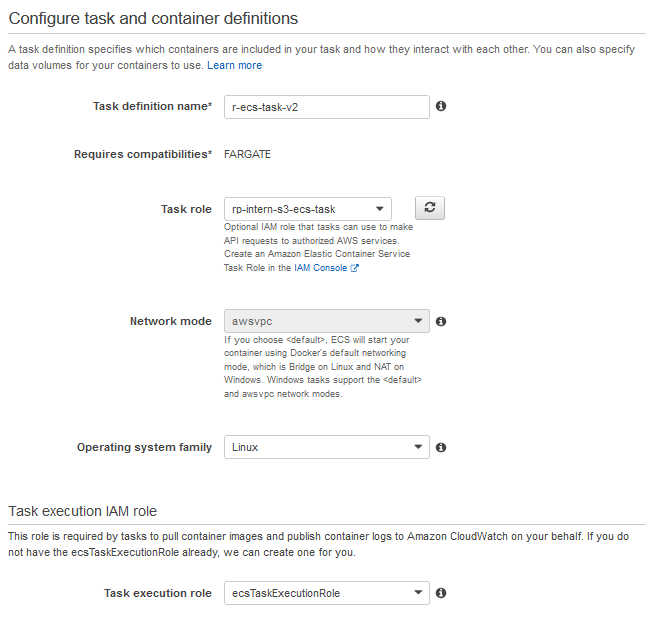 Configure task and container definitions
A task definition specifies which containers are included in your task and how they interact with each other. You can also specify
data volumes for your containers to use. Learn more
Task definition name* r-ecs-task-v2
Requires compatibilities* FARGATE
Task role rp-intern-s3-ecs-task
Optional IAM role that tasks can use to make
API requests to authorized AWS services.
Create an Amazon Elastic Container Service
Task Role in the IAM Console
Network mode awsvpc
If you choose <default>, ECS will start your
container using Docker's default networking
mode, which is Bridge on Linux and NAT on
Windows. Windows tasks support the <default>
and awsvpc network modes.
Operating system family Linux
Task execution IAM role
This role is required by tasks to pull container images and publish container logs to Amazon CloudWatch on your behalf. If you do
not have the ecsTaskExecutionRole already, we can create one for you.
Task execution role ecsTaskExecutionRole